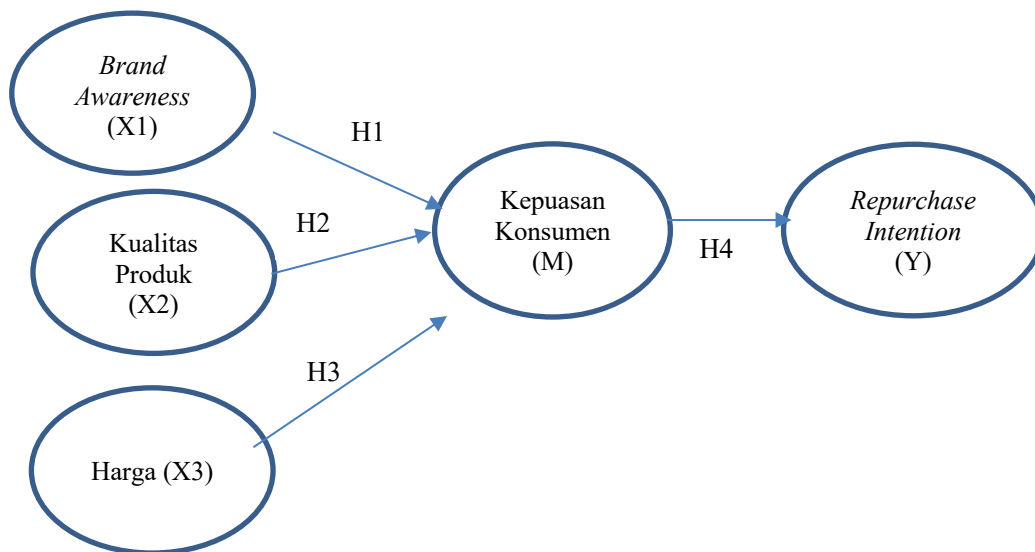 Brand
Awareness
(X1)
H1
Kualitas
Produk
(X2)
H2
Harga (X3)
H3
Kepuasan
Konsumen
(M)
H4
Repurchase
Intention
(Y)